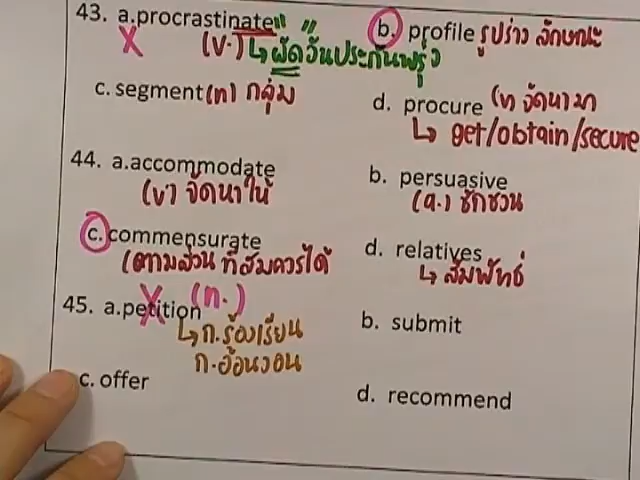 43. a.procrastinate " " b. profile รูปร่าง ลักษณะ
X (v.) ↳ ผัดวันประกันพรุ่ง
c. segment (n) กลุ่ม d. procure (v) จัดหามา
↳ get/obtain/secure
44. a.accommodate b. persuasive
(v) จัดหาให้ (a.) ชักชวน
c. commensurate d. relatives
(ตามส่วน ที่สมควรได้ ↳ สัมพัทธ์
45. a.petition (n.) b. submit
X ↳ ก.ร้องเรียน
ก.อ้อนวอน
c. offer d. recommend